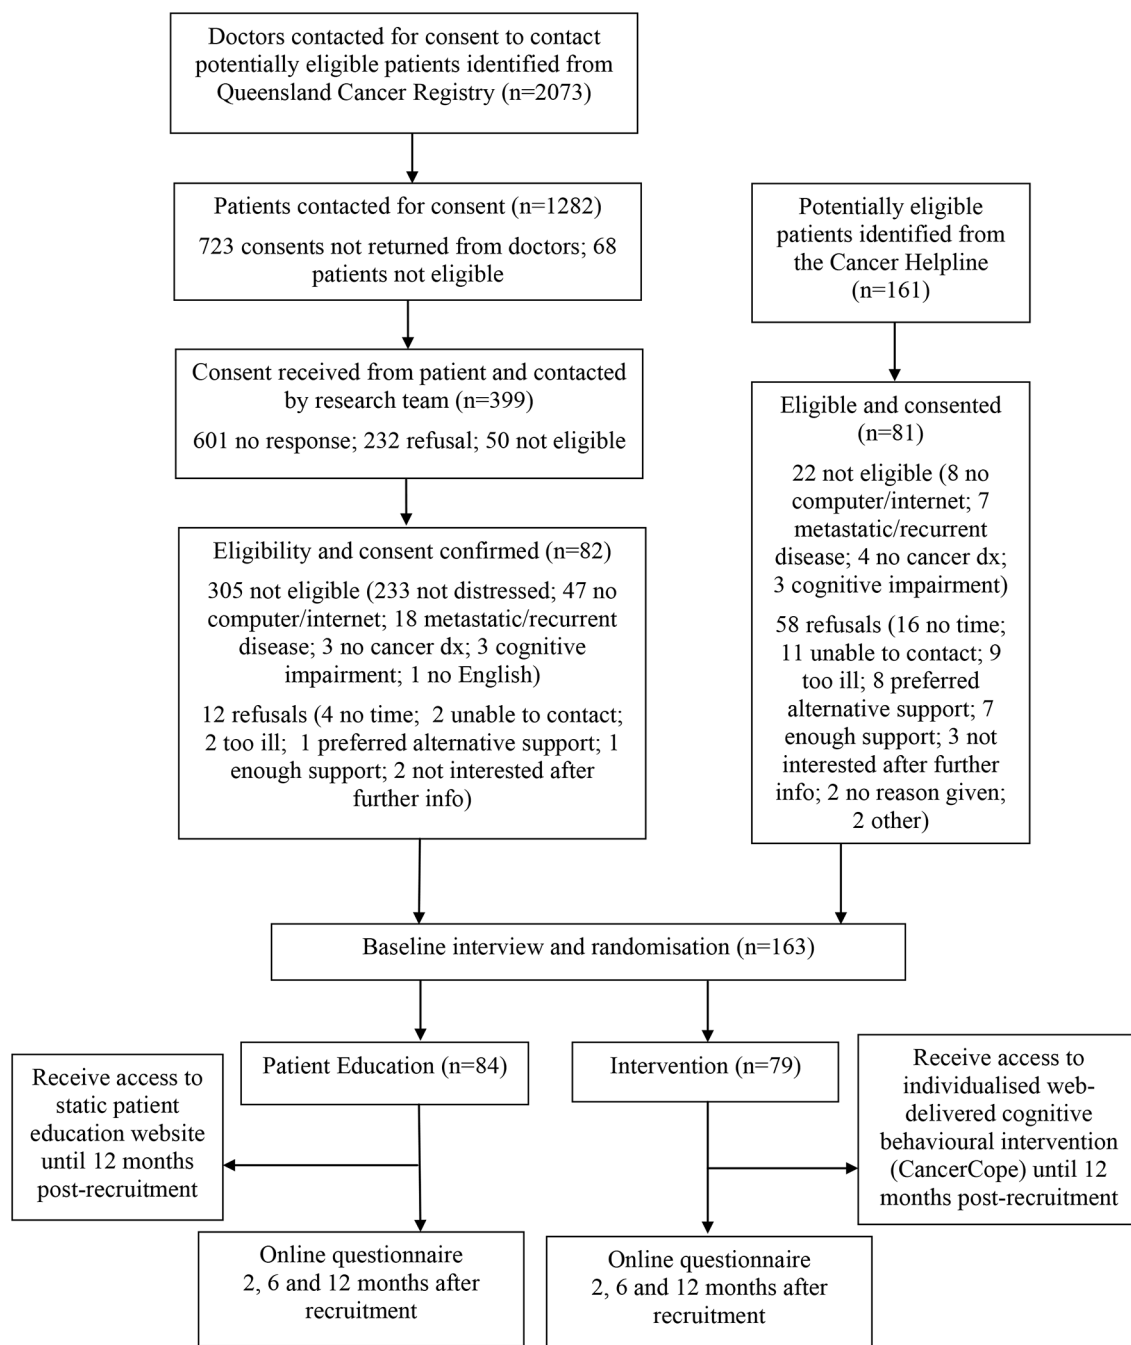 Doctors contacted for consent to contact
potentially eligible patients identified from
Queensland Cancer Registry (n=2073)
Patients contacted for consent (n=1282)
723 consents not returned from doctors; 68
patients not eligible
Potentially eligible
patients identified from
the Cancer Helpline
(n=161)
Consent received from patient and contacted
by research team (n=399)
601 no response; 232 refusal; 50 not eligible
Eligible and consented
(n=81)
22 not eligible (8 no
computer/internet; 7
metastatic/recurrent
disease; 4 no cancer dx;
3 cognitive impairment)
58 refusals (16 no time;
11 unable to contact; 9
too ill; 8 preferred
alternative support; 7
enough support; 3 not
interested after further
info; 2 no reason given;
2 other)
Eligibility and consent confirmed (n=82)
305 not eligible (233 not distressed; 47 no
computer/internet; 18 metastatic/recurrent
disease; 3 no cancer dx; 3 cognitive
impairment; 1 no English)
12 refusals (4 no time; 2 unable to contact;
2 too ill; 1 preferred alternative support; 1
enough support; 2 not interested after
further info)
Baseline interview and randomisation (n=163)
Patient Education (n=84)
Intervention (n=79)
Receive access to
static patient
education website
until 12 months
post-recruitment
Receive access to
individualised web-
delivered cognitive
behavioural intervention
(CancerCope) until 12
months post-recruitment
Online questionnaire
2, 6 and 12 months after
recruitment
Online questionnaire
2, 6 and 12 months after
recruitment